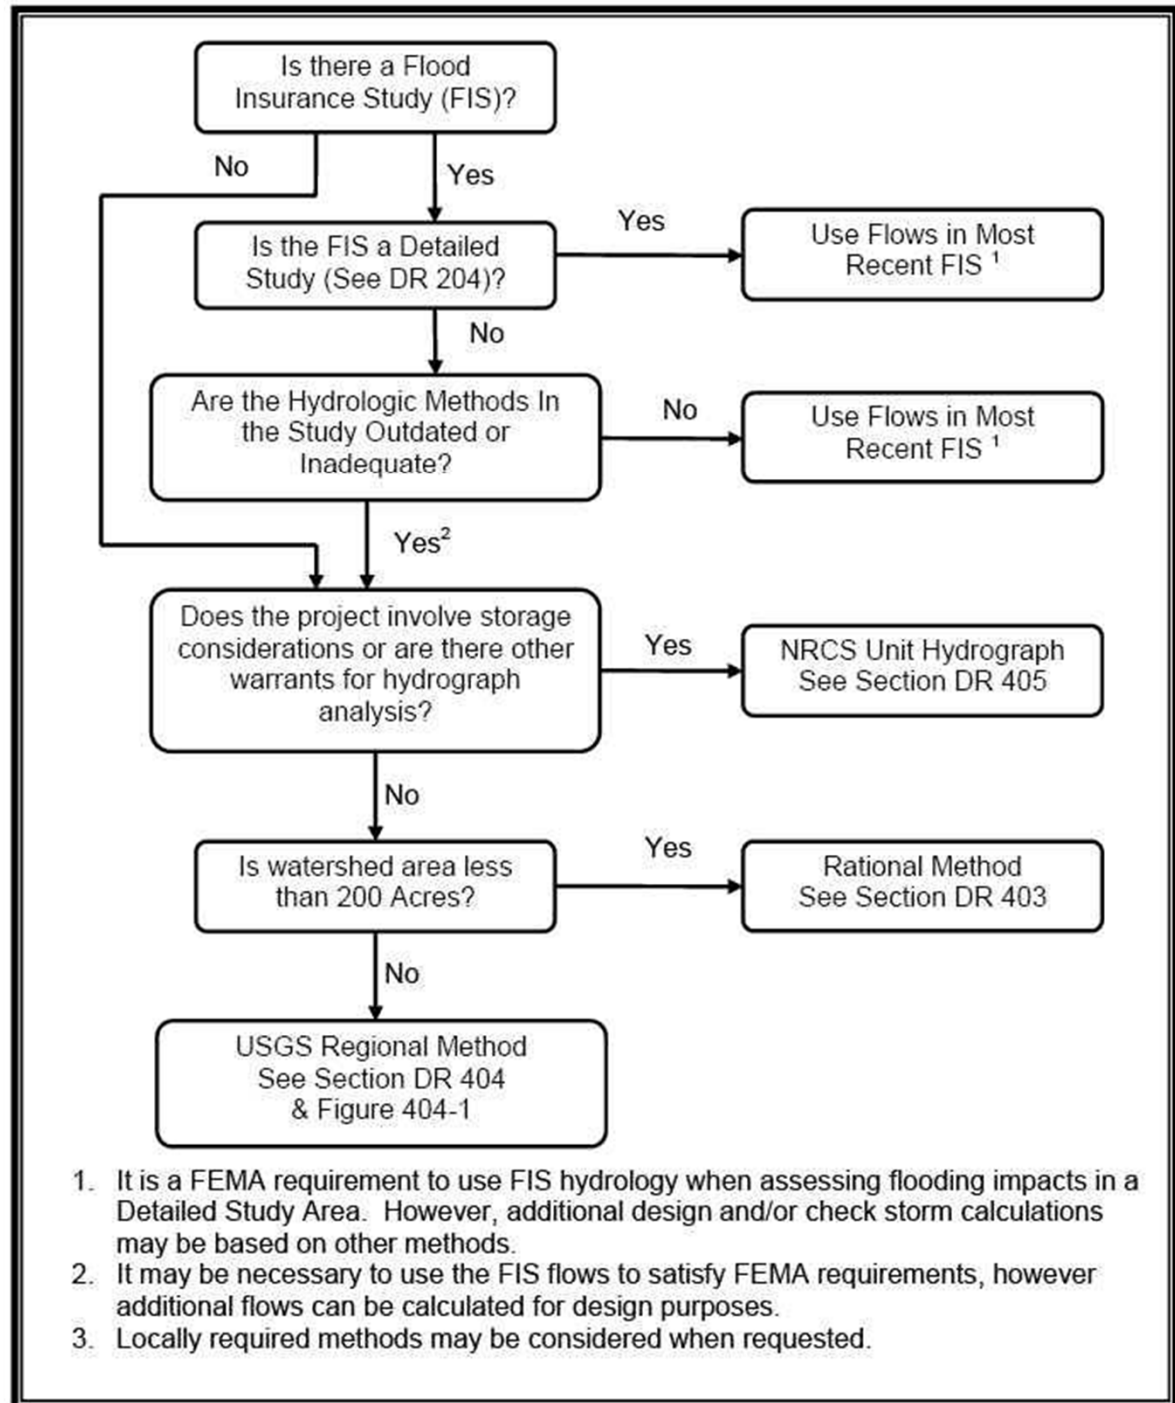 Is there a Flood
Insurance Study (FIS)?
No
Yes
Is the FIS a Detailed
Study (See DR 204)?
Yes
Use Flows in Most
Recent FIS ¹
No
Are the Hydrologic Methods In
the Study Outdated or
Inadequate?
No
Use Flows in Most
Recent FIS ¹
Yes²
Does the project involve storage
considerations or are there other
warrants for hydrograph
analysis?
Yes
NRCS Unit Hydrograph
See Section DR 405
No
Is watershed area less
than 200 Acres?
Yes
Rational Method
See Section DR 403
No
USGS Regional Method
See Section DR 404
& Figure 404-1
1. It is a FEMA requirement to use FIS hydrology when assessing flooding impacts in a
Detailed Study Area. However, additional design and/or check storm calculations
may be based on other methods.
2. It may be necessary to use the FIS flows to satisfy FEMA requirements, however
additional flows can be calculated for design purposes.
3. Locally required methods may be considered when requested.